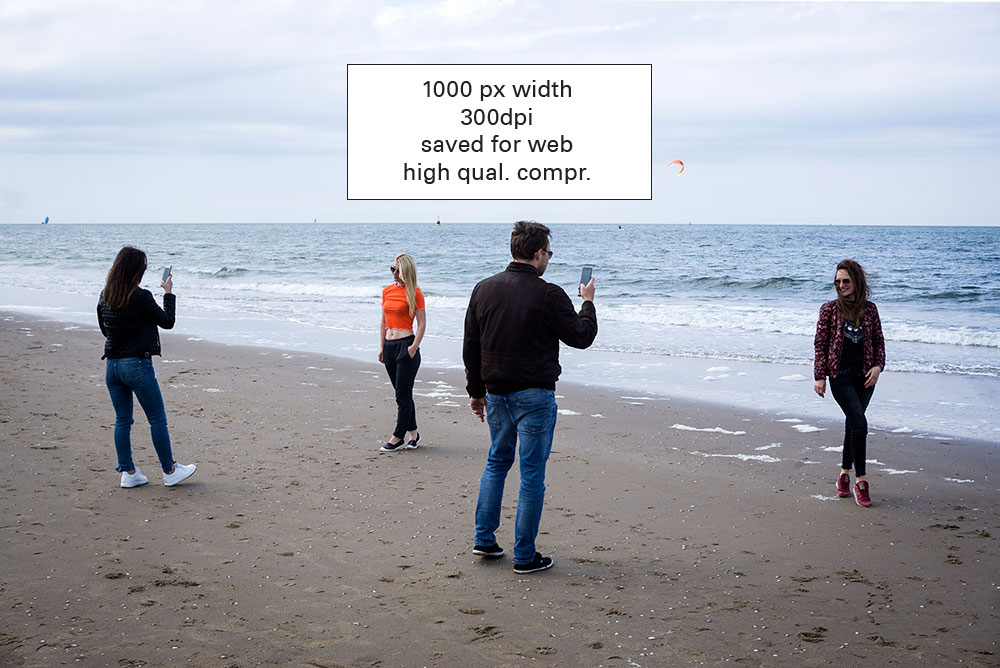 1000 px width
300dpi
saved for web
high qual. compr.